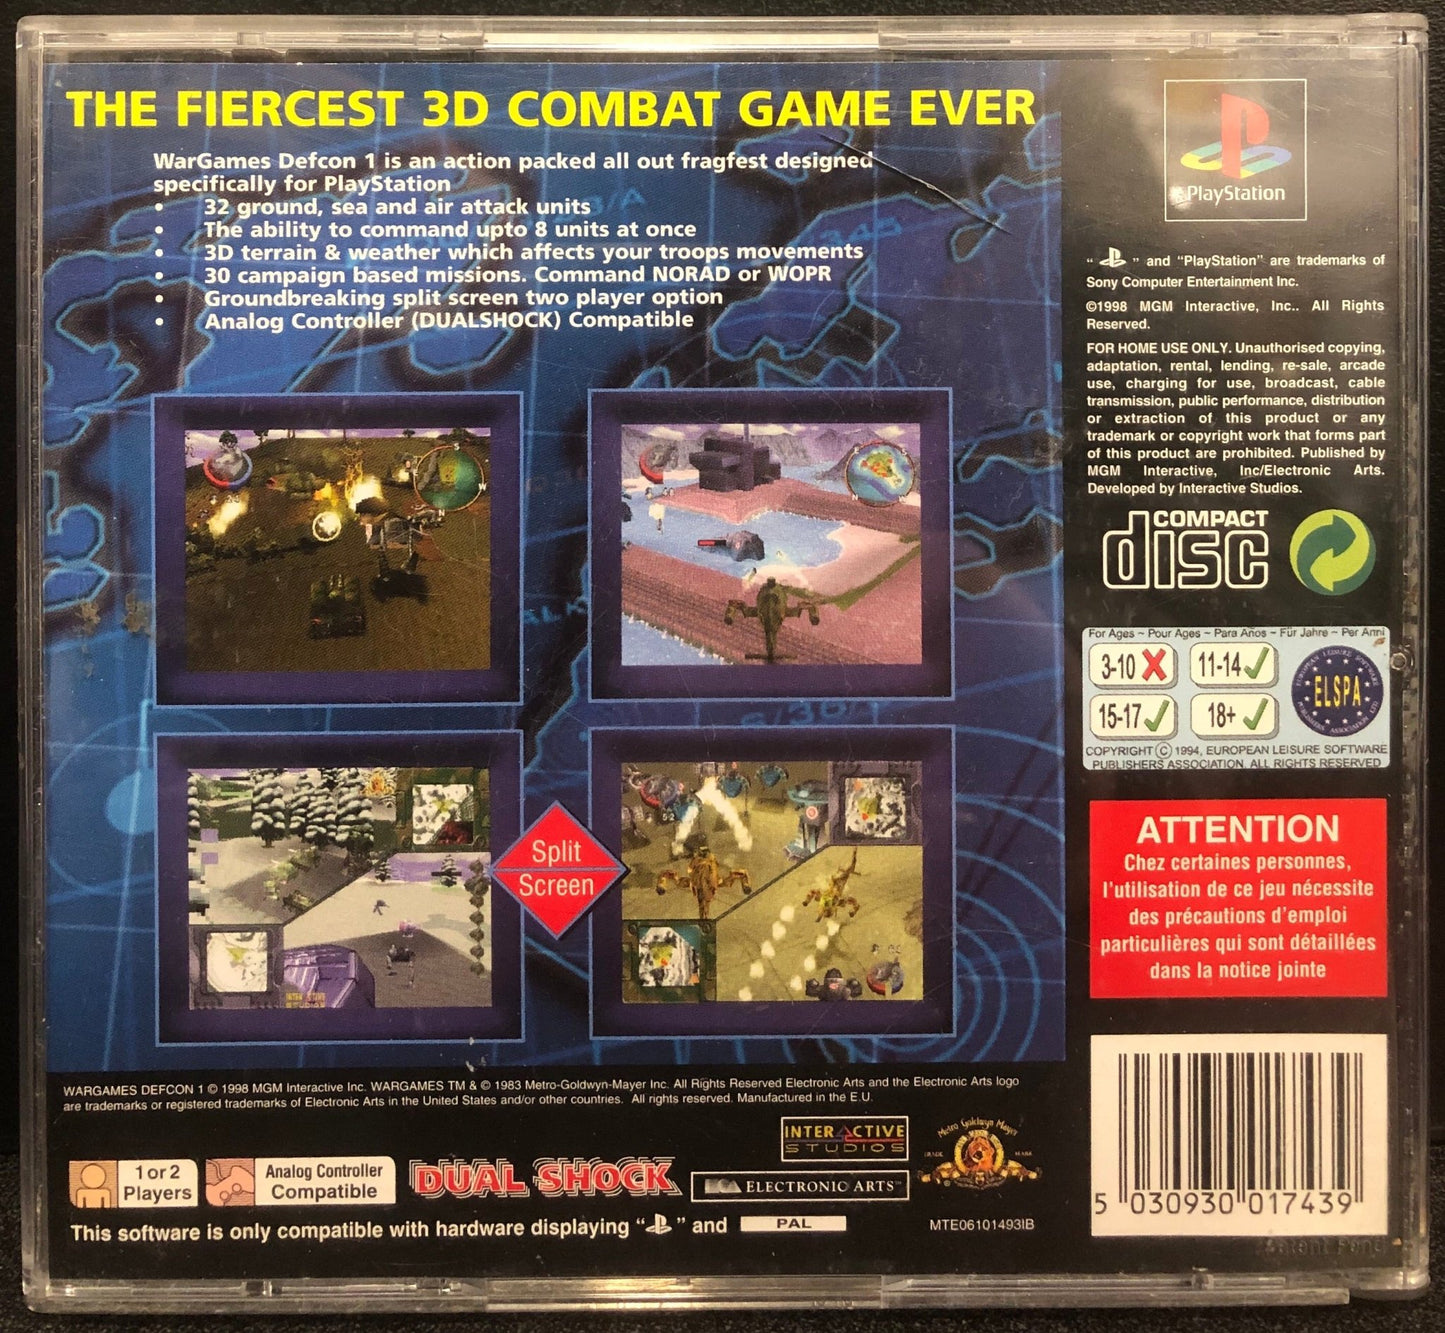 THE FIERCEST 3D COMBAT GAME EVER
WarGames Defcon 1 is an action packed all out fragfest designed
specifically for PlayStation
• 32 ground, sea and air attack units
• The ability to command upto 8 units at once
• 3D terrain & weather which affects your troops movements
• 30 campaign based missions. Command NORAD or WOPR
• Groundbreaking split screen two player option
• Analog Controller (DUALSHOCK) Compatible
Split
Screen
INTERACTIVE
STUDIOS
WARGAMES DEFCON 1 © 1998 MGM Interactive Inc. WARGAMES TM & © 1983 Metro-Goldwyn-Mayer Inc. All Rights Reserved Electronic Arts and the Electronic Arts logo
are trademarks or registered trademarks of Electronic Arts in the United States and/or other countries. All rights reserved. Manufactured in the E.U.
INTERACTIVE
STUDIOS
Metro Goldwyn Mayer
TRADE MARK
1 or 2
Players
Analog Controller
Compatible
DUAL SHOCK
ELECTRONIC ARTS™
This software is only compatible with hardware displaying “ ” and PAL
MTE06101493IB
PlayStation
“ ” and “PlayStation” are trademarks of
Sony Computer Entertainment Inc.
©1998 MGM Interactive, Inc.. All Rights
Reserved.
FOR HOME USE ONLY. Unauthorised copying,
adaptation, rental, lending, re-sale, arcade
use, charging for use, broadcast, cable
transmission, public performance, distribution
or extraction of this product or any
trademark or copyright work that forms part
of this product are prohibited. Published by
MGM Interactive, Inc/Electronic Arts.
Developed by Interactive Studios.
COMPACT
disc
For Ages ~ Pour Ages ~ Para Años ~ Für Jahre ~ Per Anni
3-10 11-14
15-17 18+
EUROPEAN LEISURE SOFTWARE
ELSPA
PUBLISHERS ASSOCIATION LTD
COPYRIGHT © 1994, EUROPEAN LEISURE SOFTWARE
PUBLISHERS ASSOCIATION. ALL RIGHTS RESERVED
ATTENTION
Chez certaines personnes,
l'utilisation de ce jeu nécessite
des précautions d'emploi
particulières qui sont détaillées
dans la notice jointe
5 030930 017439